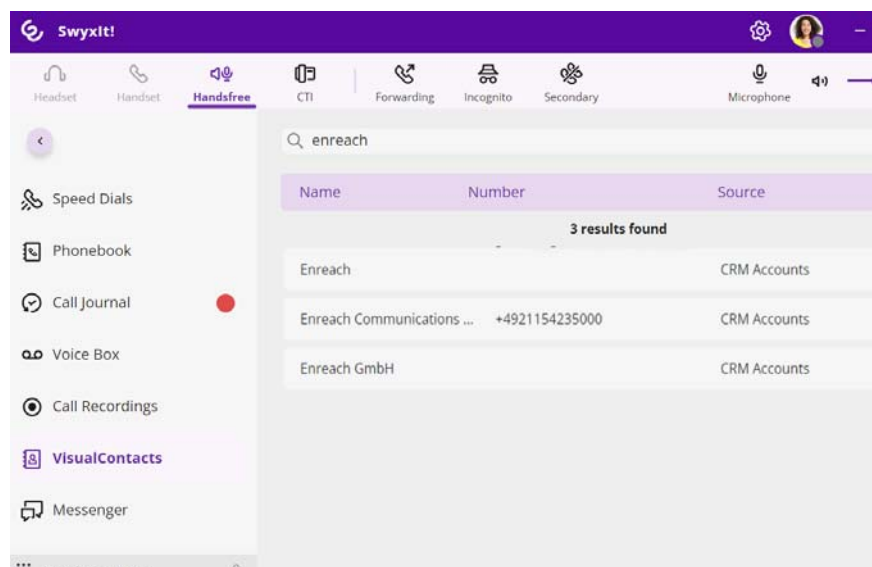 SwyxIt!
Headset Handset Handsfree CTI Forwarding Incognito Secondary Microphone
enreach
Speed Dials
Phonebook
Call Journal
Voice Box
Call Recordings
VisualContacts
Messenger
Name Number Source
3 results found
Enreach CRM Accounts
Enreach Communications ... +4921154235000 CRM Accounts
Enreach GmbH CRM Accounts